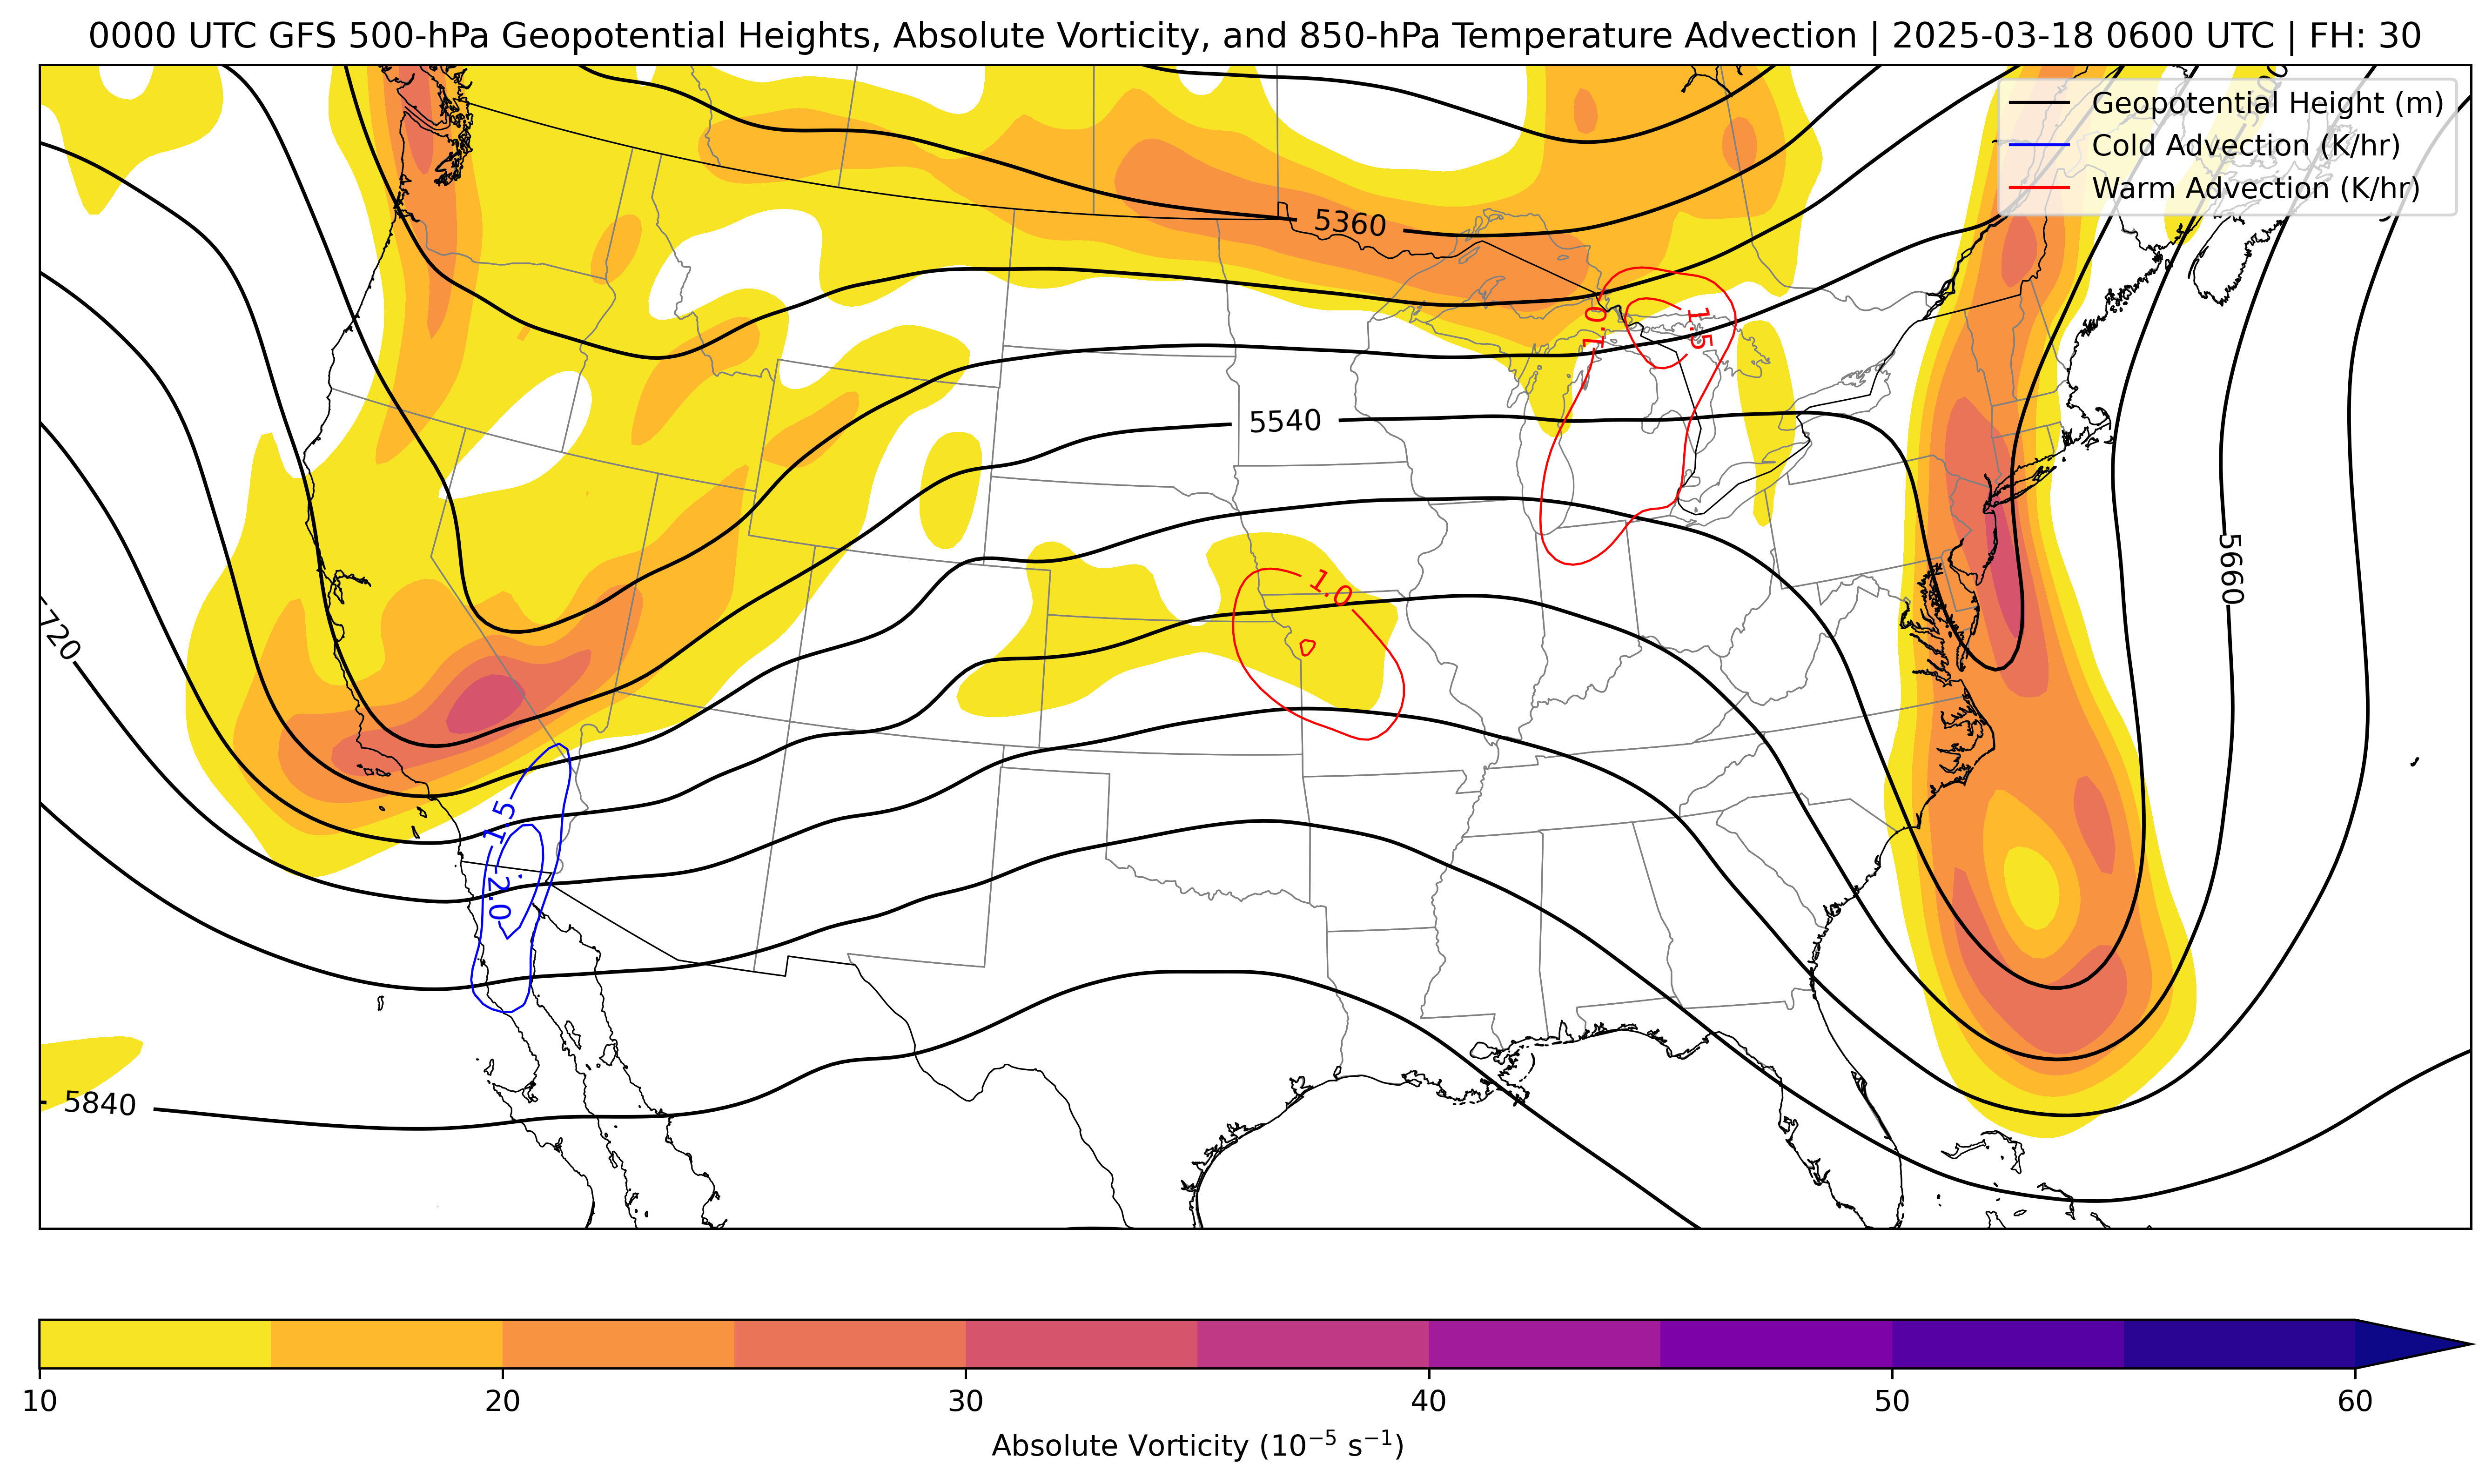 0000 UTC GFS 500-hPa Geopotential Heights, Absolute Vorticity, and 850-hPa Temperature Advection | 2025-03-18 0600 UTC | FH: 30
Geopotential Height (m)
Cold Advection (K/hr)
Warm Advection (K/hr)
5360
1.0
1.5
5540
5660
1.0
720
-1.5
-2.0
5840
10 20 30 40 50 60
Absolute Vorticity (10⁻⁵ s⁻¹)